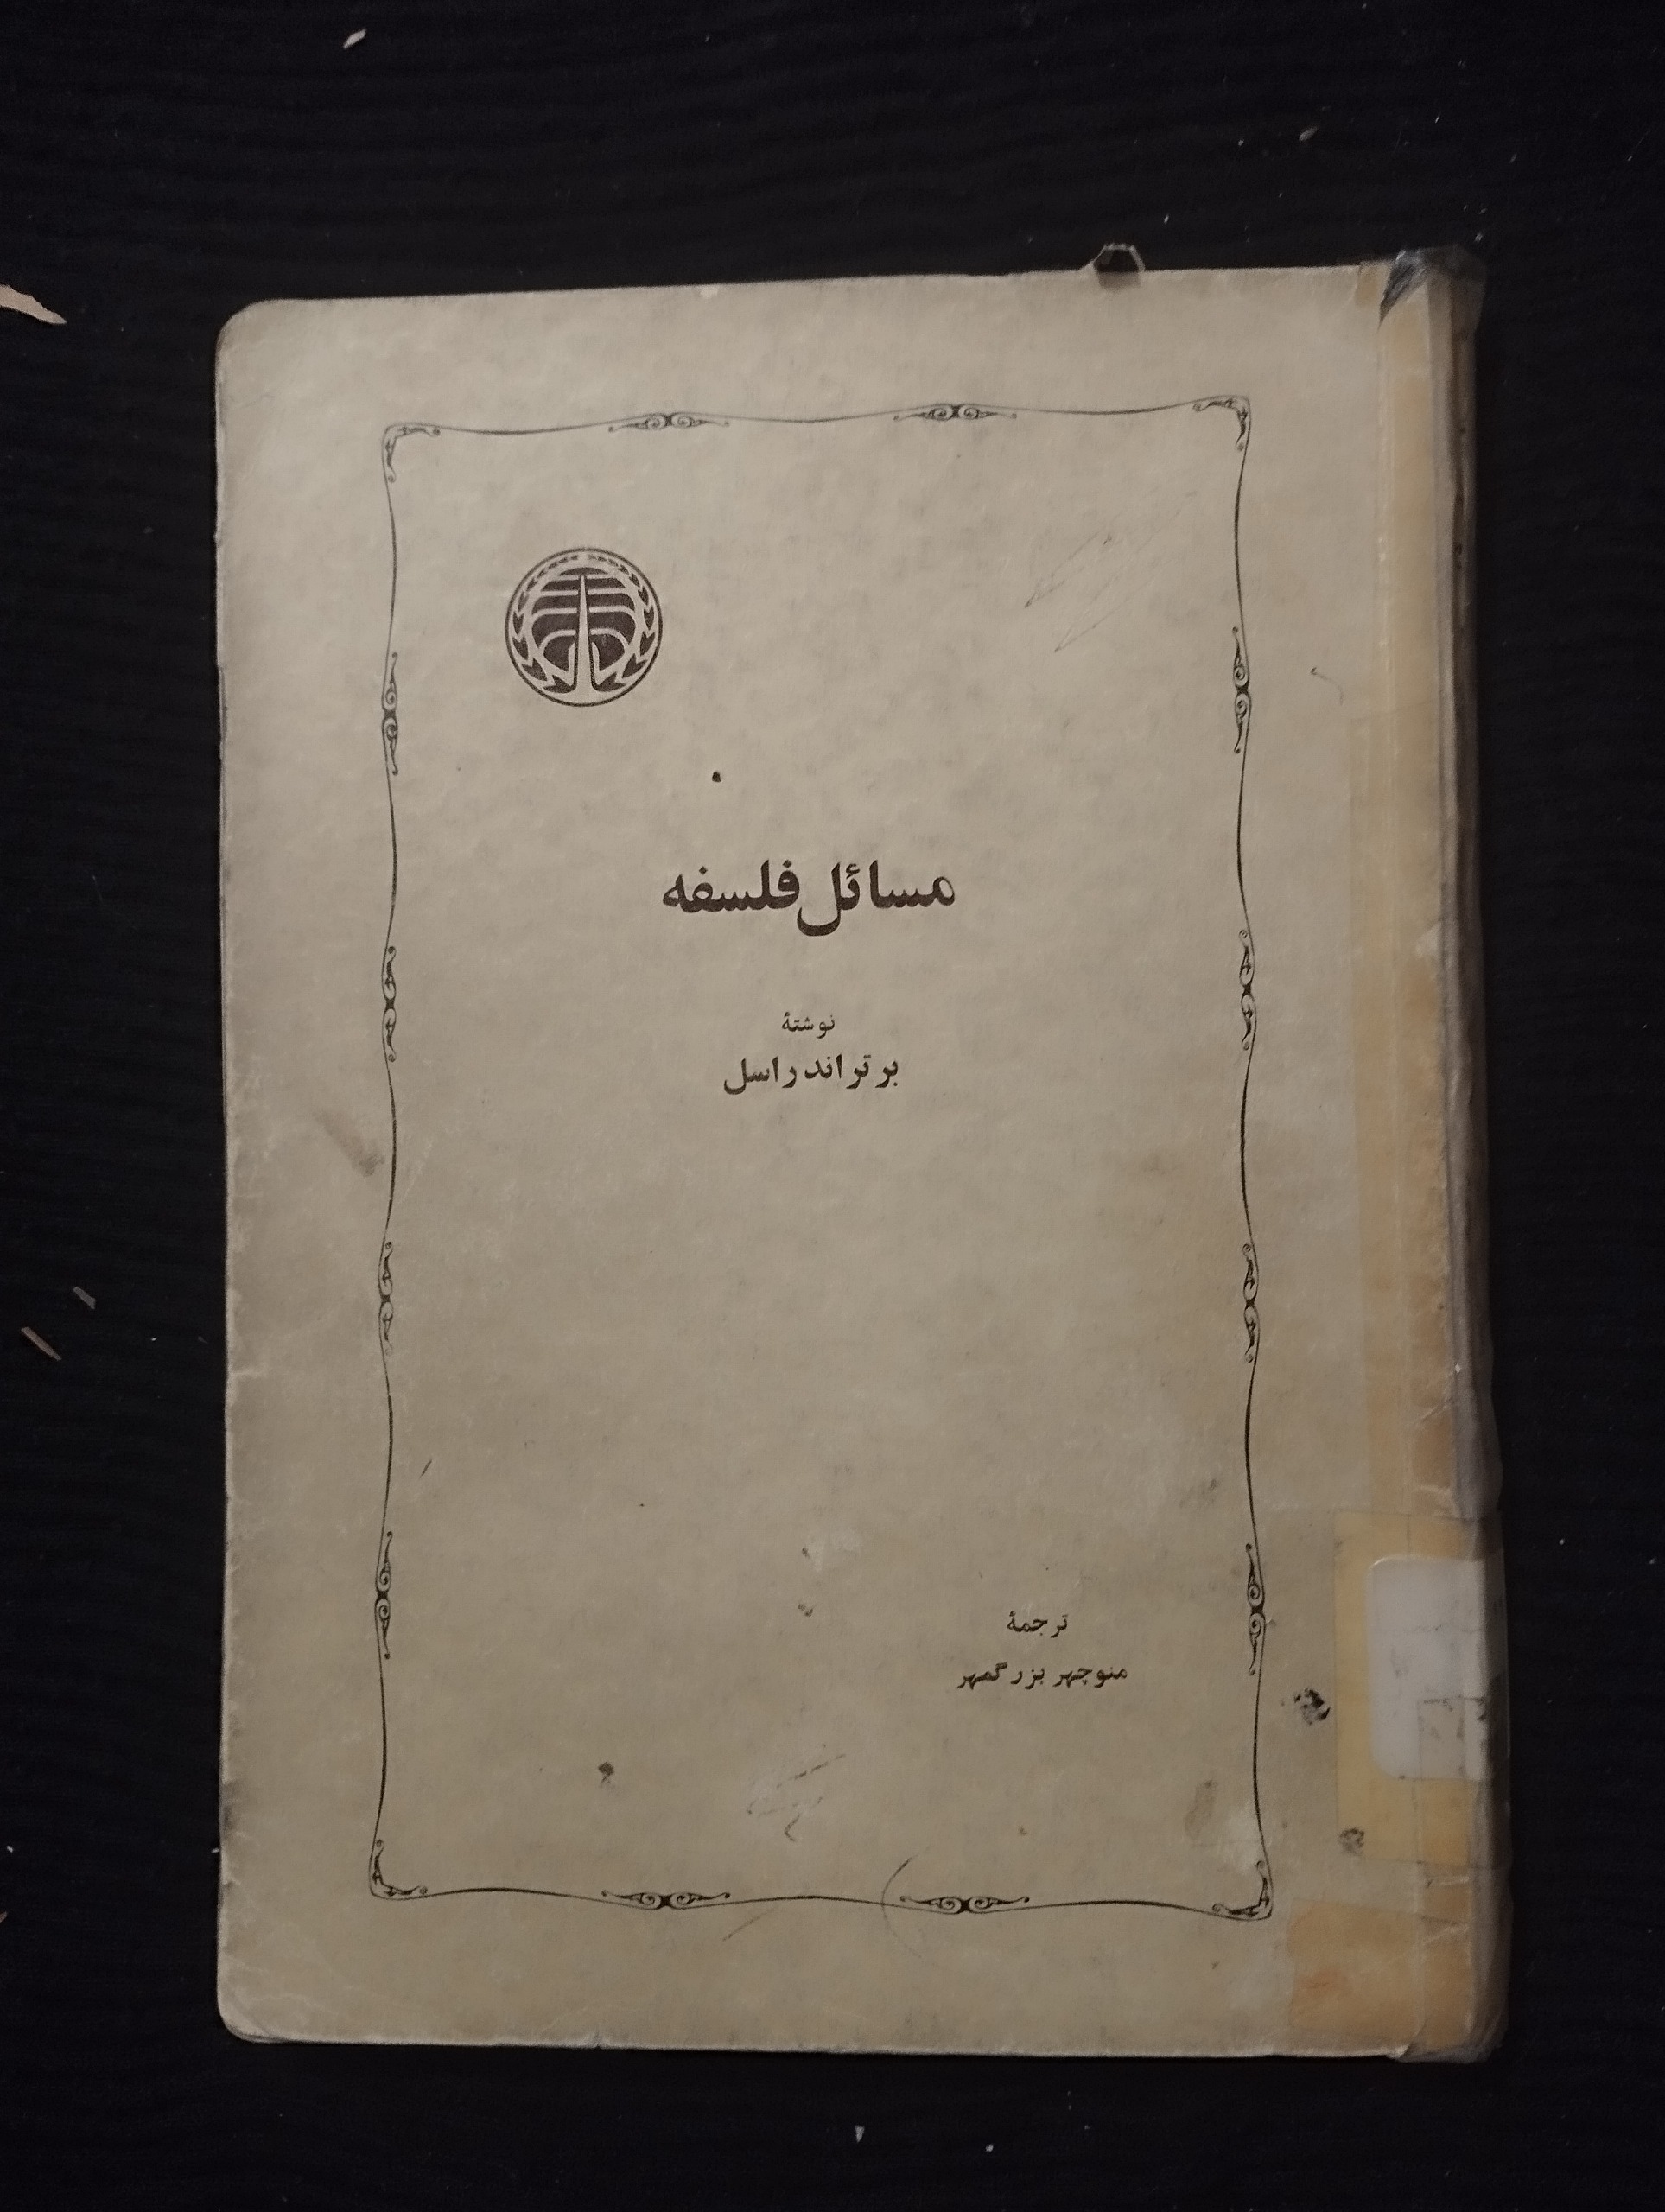 مسائل فلسفه
نوشتهٔ
برتراند راسل
ترجمهٔ
منوچهر بزرگمهر